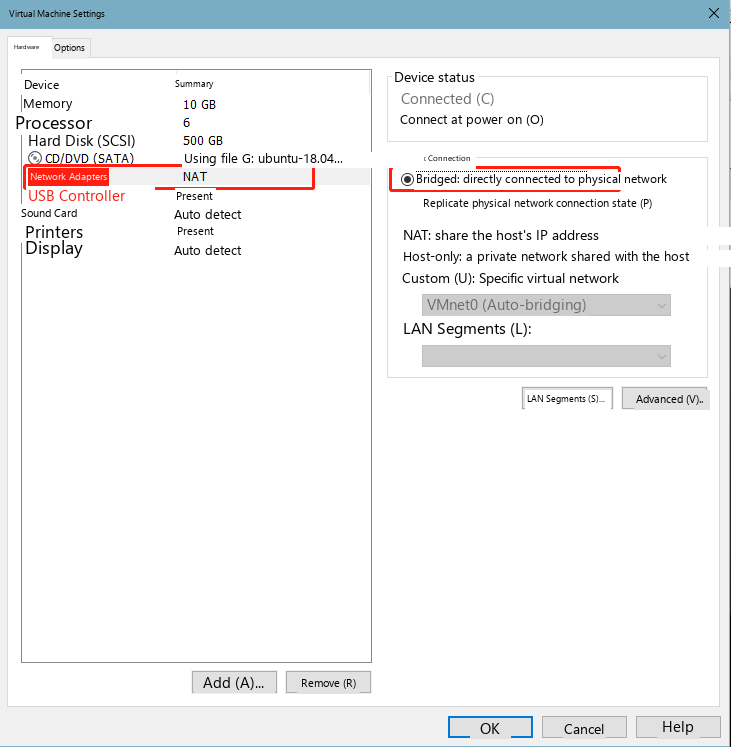 Virtual Machine Settings
Hardware
Options
Device Summary
Memory 10 GB
Processor 6
Hard Disk (SCSI) 500 GB
CD/DVD (SATA) Using file G: ubuntu-18.04...
Network Adapters NAT
USB Controller Present
Sound Card Auto detect
Printers Present
Display Auto detect
Add (A)...
Remove (R)
Device status
Connected (C)
Connect at power on (O)
Connection
Bridged: directly connected to physical network
Replicate physical network connection state (P)
NAT: share the host's IP address
Host-only: a private network shared with the host
Custom (U): Specific virtual network
VMnet0 (Auto-bridging)
LAN Segments (L):
LAN Segments (S)...
Advanced (V)..
OK
Cancel
Help